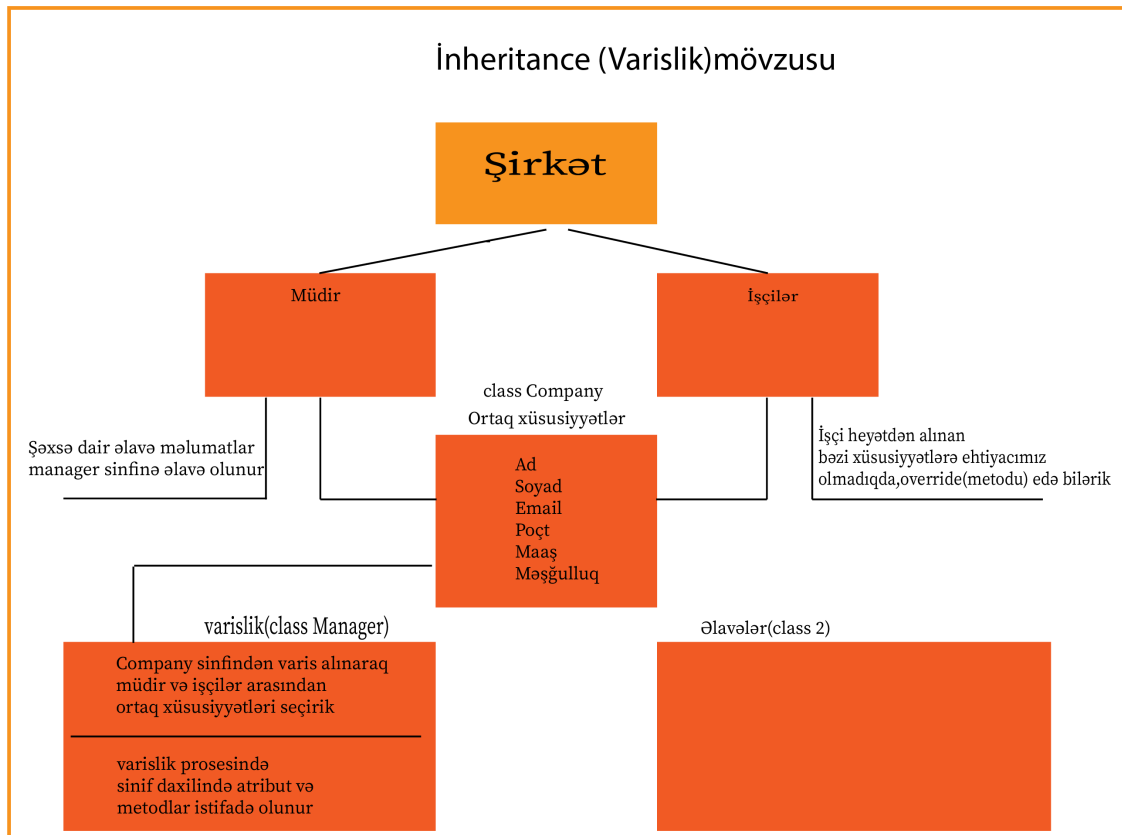 İnheritance (Varislik)mövzusu
Şirkət
Müdir
İşçilər
class Company
Ortaq xüsusiyyətlər
Şəxsə dair əlavə məlumatlar
manager sinfinə əlavə olunur
İşçi heyətdən alınan
bəzi xüsusiyyətlərə ehtiyacımız
olmadıqda,override(metodu) edə bilərik
Ad
Soyad
Email
Poçt
Maaş
Məşğulluq
varislik(class Manager)
Əlavələr(class 2)
Company sinfindən varis alınaraq
müdir və işçilər arasından
ortaq xüsusiyyətləri seçirik
varislik prosesində
sinif daxilində atribut və
metodlar istifadə olunur